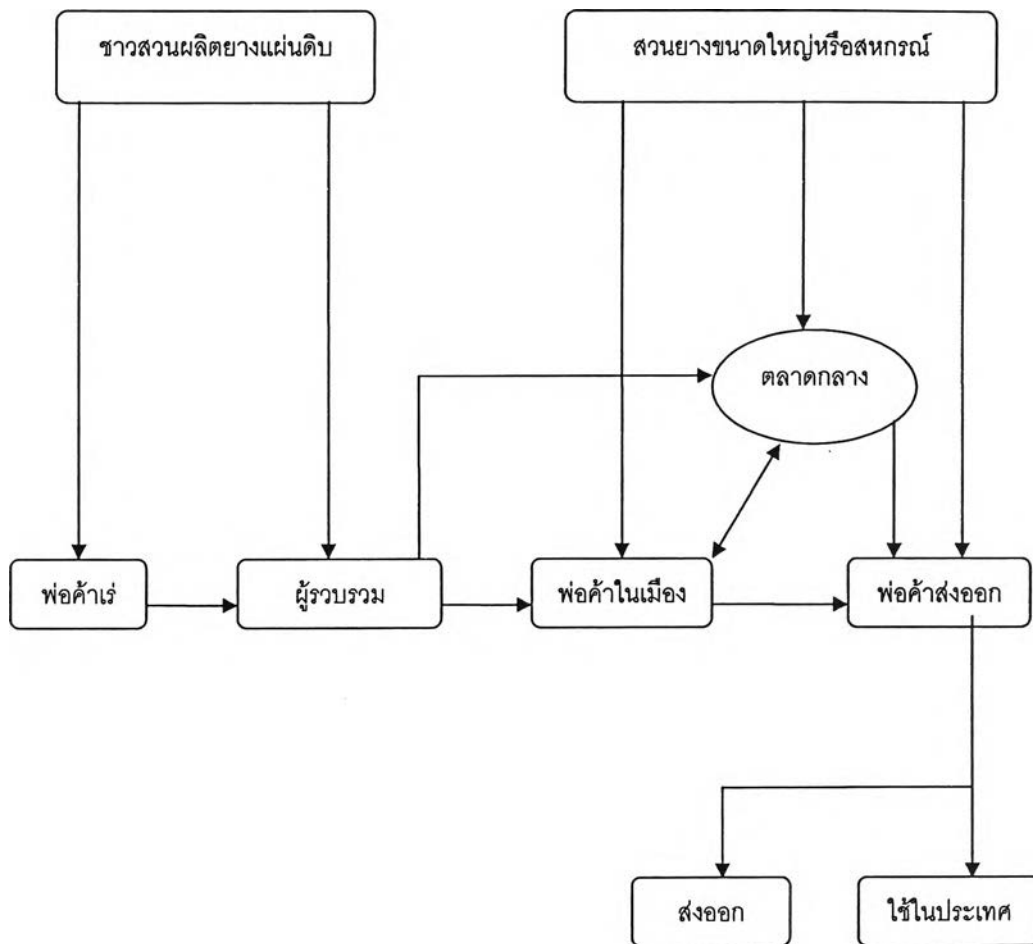 ชาวสวนผลิตยางแผ่นดิบ
สวนยางขนาดใหญ่หรือสหกรณ์
ตลาดกลาง
พ่อค้าเร่
ผู้รวบรวม
พ่อค้าในเมือง
พ่อค้าส่งออก
ส่งออก
ใช้ในประเทศ